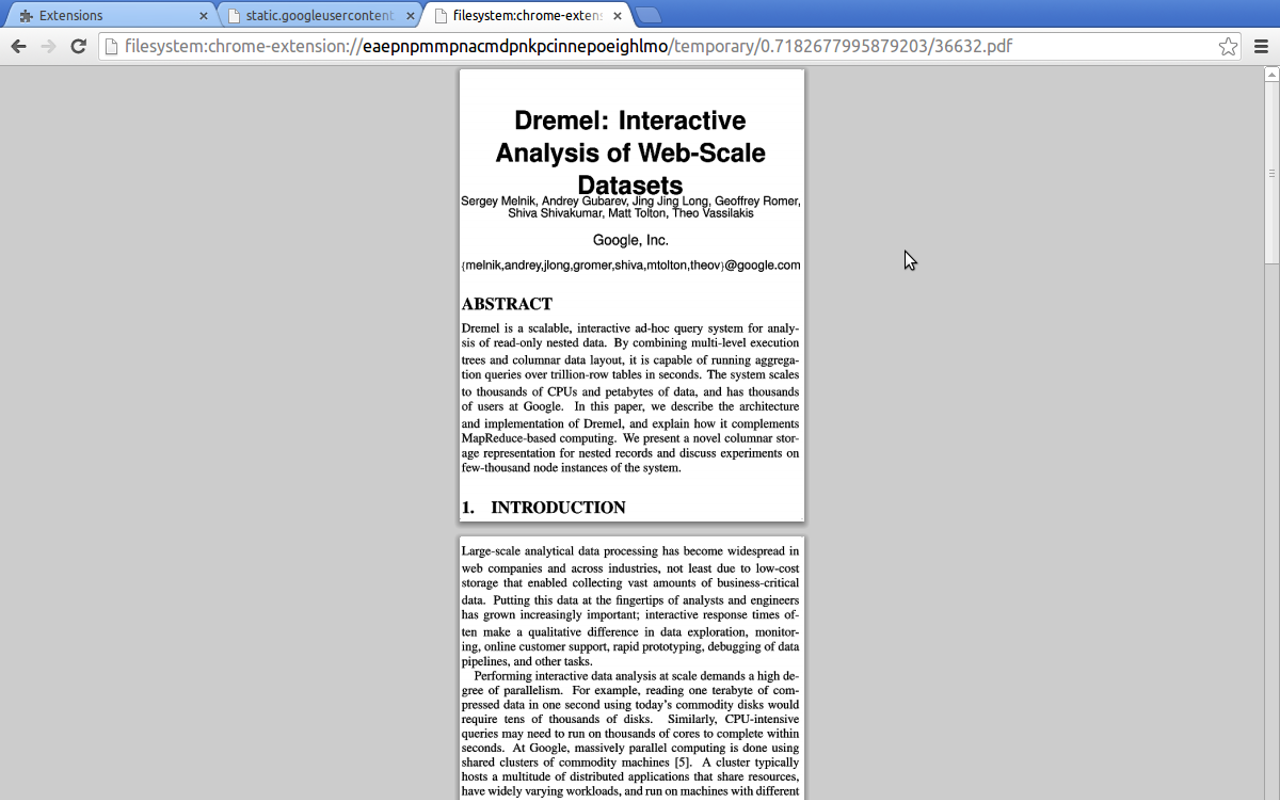 Extensions
static.googleusercontent
filesystem:chrome-exten
filesystem:chrome-extension://eaepnpmmpnacmdpnkpcinnepoeighlmo/temporary/0.7182677995879203/36632.pdf
Dremel: Interactive
Analysis of Web-Scale
Datasets
Sergey Melnik, Andrey Gubarev, Jing Jing Long, Geoffrey Romer,
Shiva Shivakumar, Matt Tolton, Theo Vassilakis
Google, Inc.
{melnik,andrey,jlong,gromer,shiva,mtolton,theov}@google.com
ABSTRACT
Dremel is a scalable, interactive ad-hoc query system for analy-
sis of read-only nested data. By combining multi-level execution
trees and columnar data layout, it is capable of running aggrega-
tion queries over trillion-row tables in seconds. The system scales
to thousands of CPUs and petabytes of data, and has thousands
of users at Google. In this paper, we describe the architecture
and implementation of Dremel, and explain how it complements
MapReduce-based computing. We present a novel columnar stor-
age representation for nested records and discuss experiments on
few-thousand node instances of the system.
1. INTRODUCTION
Large-scale analytical data processing has become widespread in
web companies and across industries, not least due to low-cost
storage that enabled collecting vast amounts of business-critical
data. Putting this data at the fingertips of analysts and engineers
has grown increasingly important; interactive response times of-
ten make a qualitative difference in data exploration, monitor-
ing, online customer support, rapid prototyping, debugging of data
pipelines, and other tasks.
Performing interactive data analysis at scale demands a high de-
gree of parallelism. For example, reading one terabyte of com-
pressed data in one second using today's commodity disks would
require tens of thousands of disks. Similarly, CPU-intensive
queries may need to run on thousands of cores to complete within
seconds. At Google, massively parallel computing is done using
shared clusters of commodity machines [5]. A cluster typically
hosts a multitude of distributed applications that share resources,
have widely varying workloads, and run on machines with different